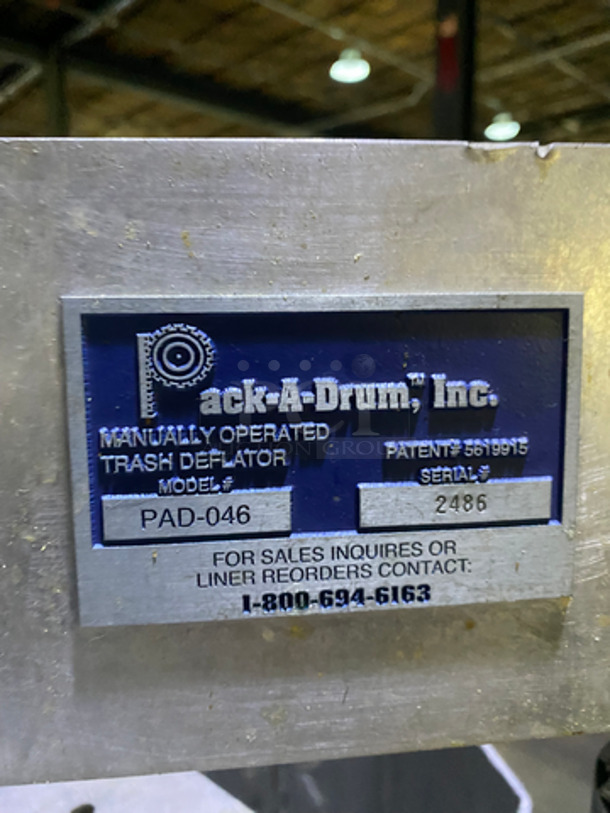 Pack-A-Drum,™ Inc.
MANUALLY OPERATED
TRASH DEFLATOR
MODEL#
PAD-046
PATENT# 5619915
SERIAL#
2486
FOR SALES INQUIRES OR
LINER REORDERS CONTACT:
1-800-694-6163